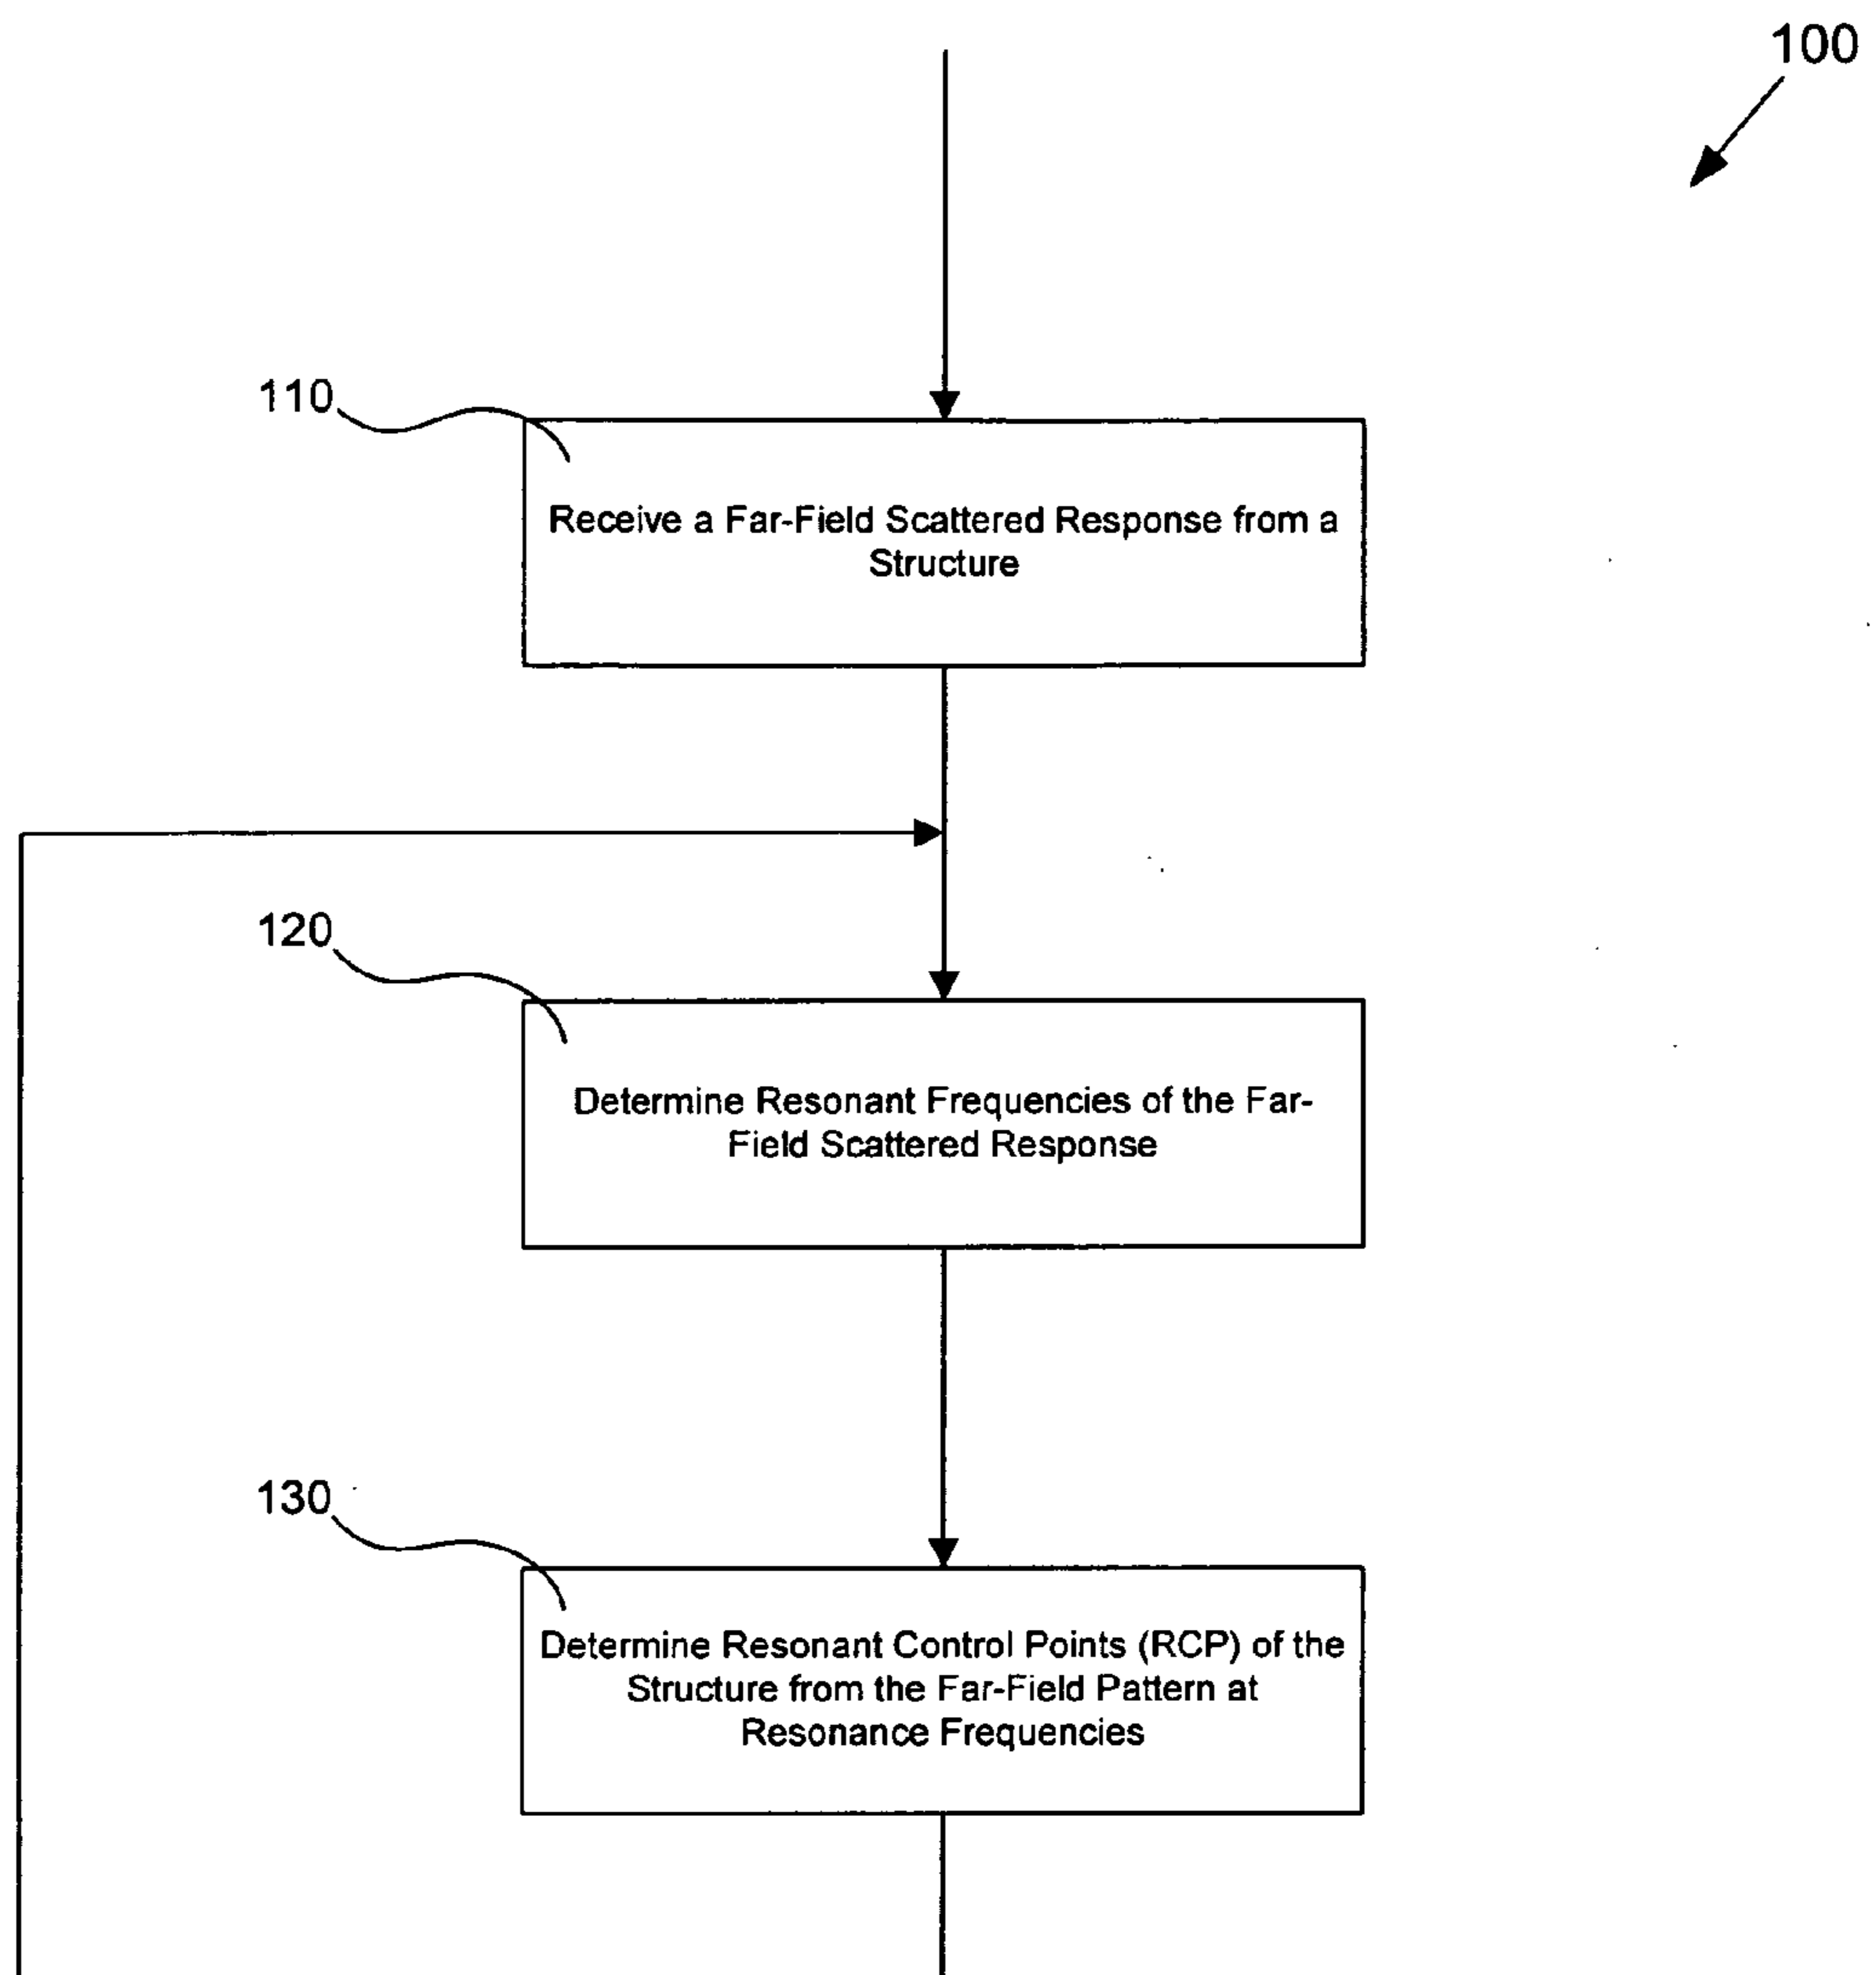 100
110
Receive a Far-Field Scattered Response from a
Structure
120
Determine Resonant Frequencies of the Far-
Field Scattered Response
130
Determine Resonant Control Points (RCP) of the
Structure from the Far-Field Pattern at
Resonance Frequencies